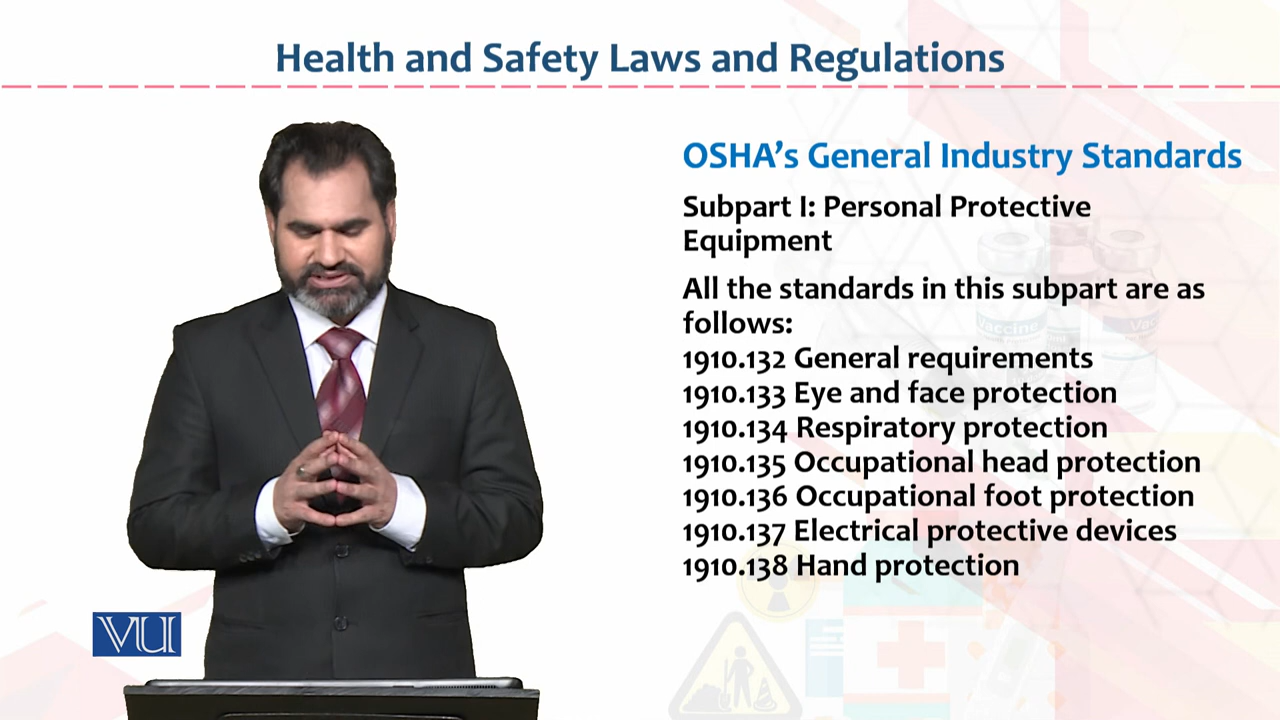 Health and Safety Laws and Regulations
OSHA's General Industry Standards
Subpart I: Personal Protective
Equipment
All the standards in this subpart are as
follows:
1910.132 General requirements
1910.133 Eye and face protection
1910.134 Respiratory protection
1910.135 Occupational head protection
1910.136 Occupational foot protection
1910.137 Electrical protective devices
1910.138 Hand protection
Vaccine
VU